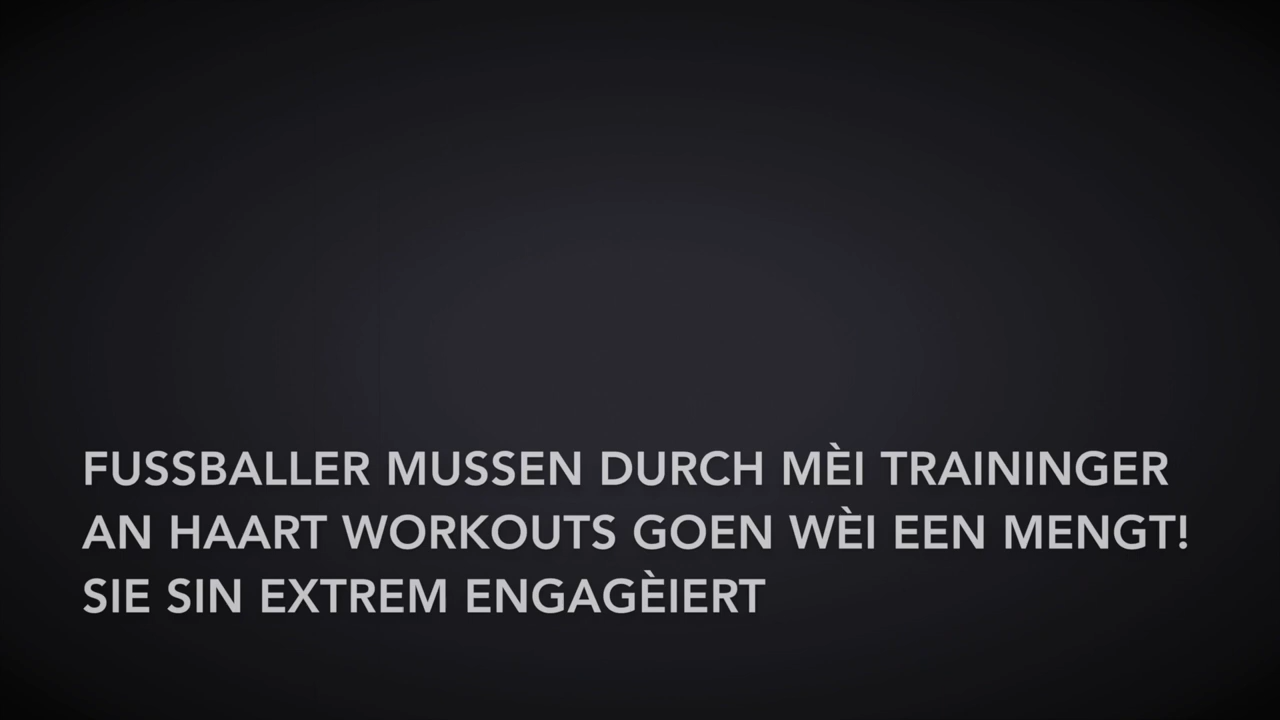 FUSSBALLER MUSSEN DURCH MÈI TRAININGER
AN HAART WORKOUTS GOEN WÈI EEN MENGT!
SIE SIN EXTREM ENGAGÈIERT